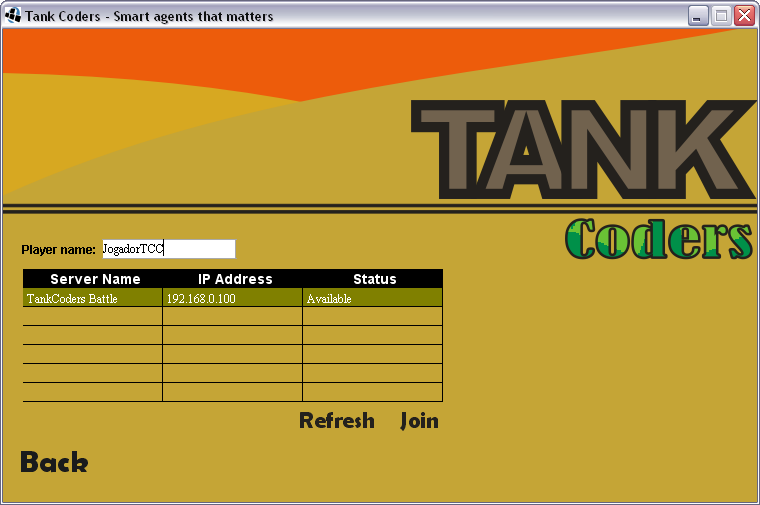 Tank Coders - Smart agents that matters
TANK
Coders
Player name: JogadorTCC
Server Name IP Address Status
TankCoders Battle 192.168.0.100 Available
Refresh Join
Back